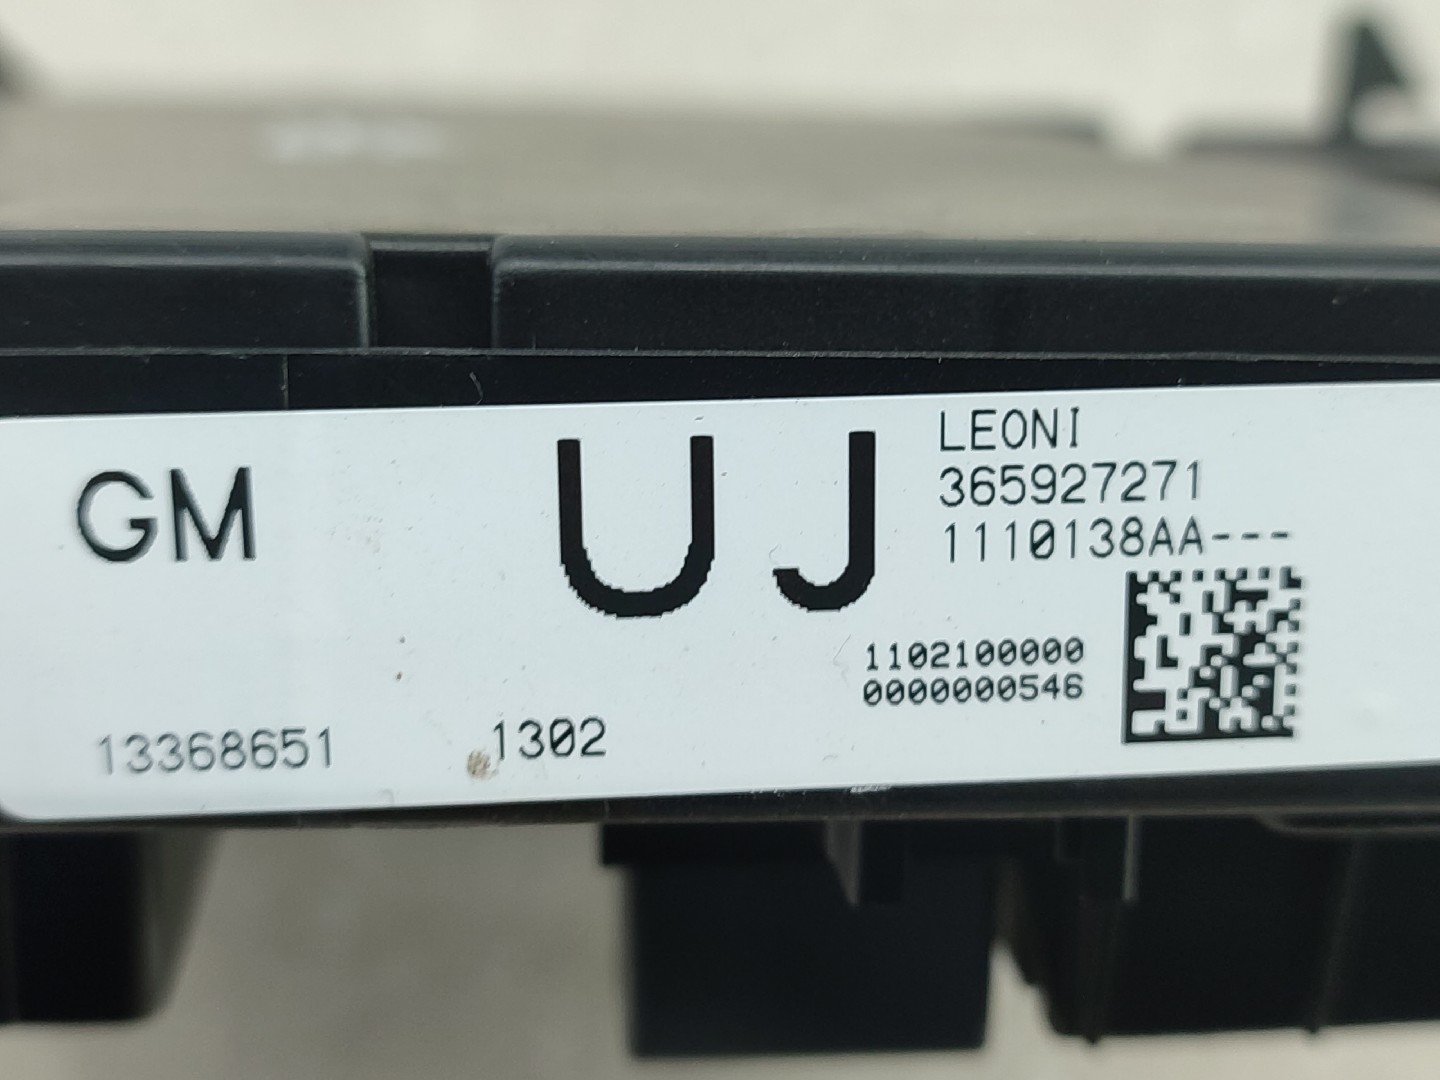 GM
UJ
LEONI
365927271
1110138AA---
1102100000
0000000546
13368651
1302